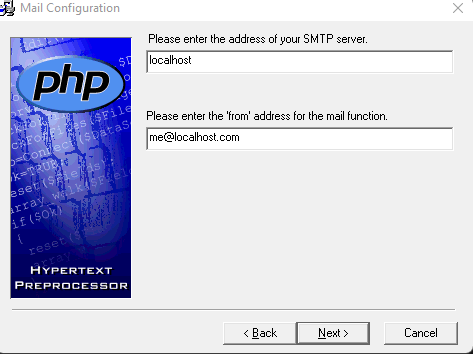 Mail Configuration
Please enter the address of your SMTP server.
localhost
Please enter the 'from' address for the mail function.
me@localhost.com
php
HYPERTEXT
PREPROCESSOR
< Back
Next >
Cancel